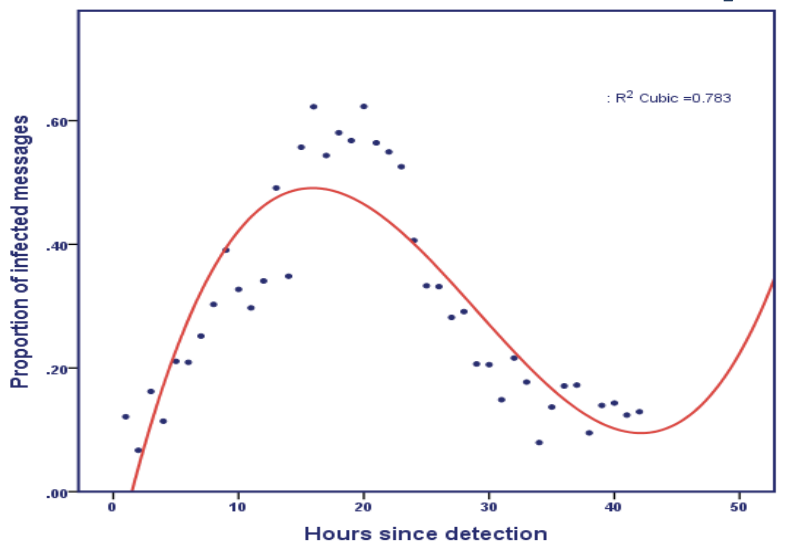 : R² Cubic =0.783
Proportion of infected messages
.60
.40
.20
.00
0 10 20 30 40 50
Hours since detection